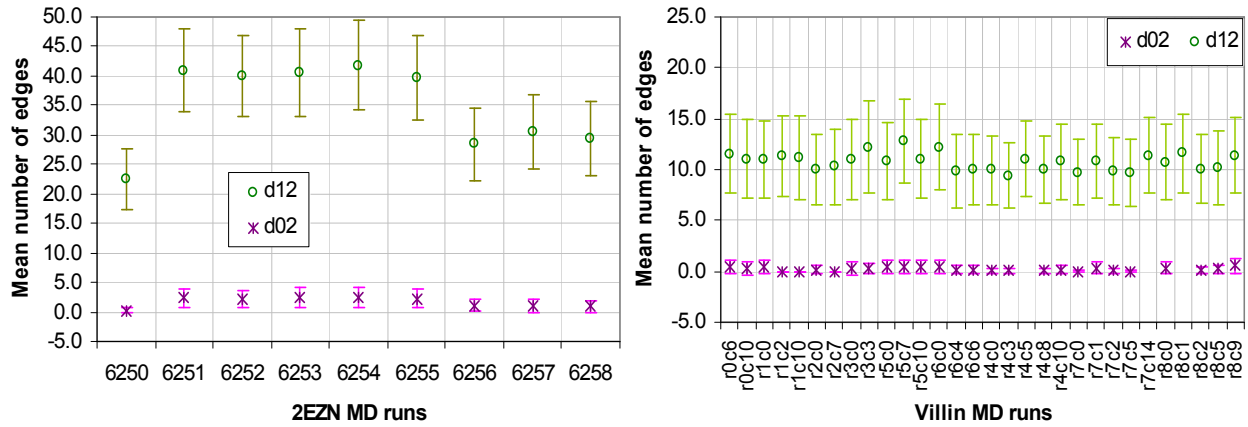 Mean number of edges
50.0
45.0
40.0
35.0
30.0
25.0
20.0
15.0
10.0
5.0
0.0
-5.0
d12
d02
6250 6251 6252 6253 6254 6255 6256 6257 6258
2EZN MD runs
Mean number of edges
25.0
20.0
15.0
10.0
5.0
0.0
-5.0
d02 d12
r0c6
r0c10
r1c0
r1c2
r1c10
r2c0
r2c7
r3c0
r3c3
r5c0
r5c7
r5c10
r6c0
r6c4
r6c6
r4c0
r4c3
r4c5
r4c8
r4c10
r7c0
r7c1
r7c2
r7c5
r7c14
r8c0
r8c1
r8c2
r8c5
r8c9
Villin MD runs